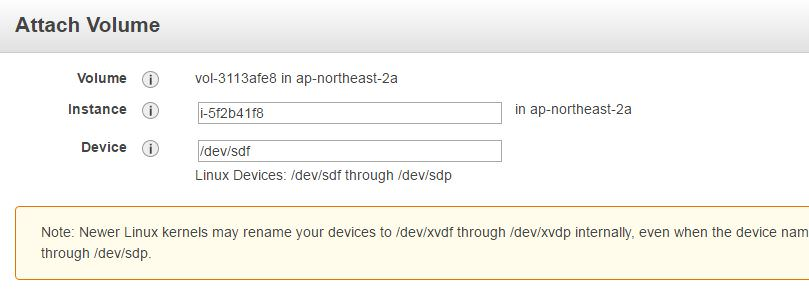 Attach Volume
Volume i vol-3113afe8 in ap-northeast-2a
Instance i i-5f2b41f8 in ap-northeast-2a
Device i /dev/sdf
Linux Devices: /dev/sdf through /dev/sdp
Note: Newer Linux kernels may rename your devices to /dev/xvdf through /dev/xvdp internally, even when the device nam
through /dev/sdp.